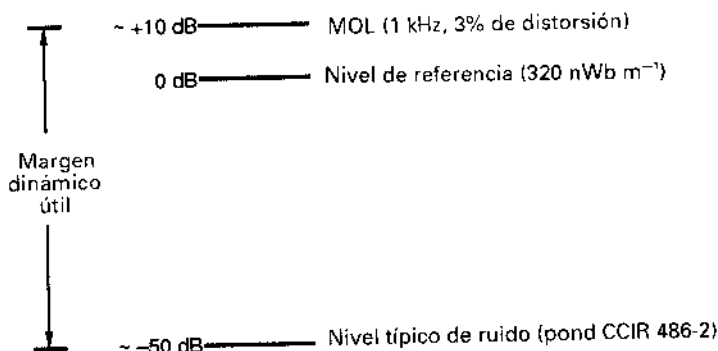 ~ +10 dB MOL (1 kHz, 3% de distorsión)
0 dB Nivel de referencia (320 nWb m⁻¹)
Margen
dinámico
útil
~ –50 dB Nivel típico de ruido (pond CCIR 486-2)